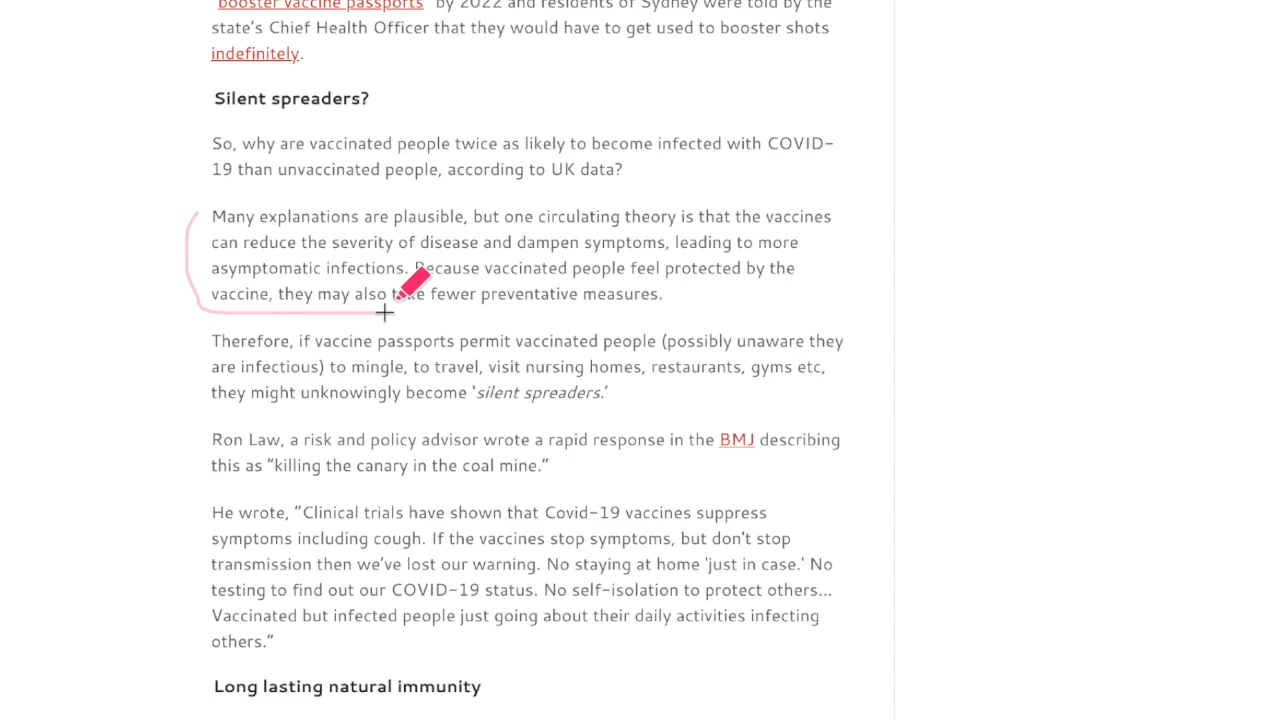 "booster vaccine passports" by 2022 and residents of Sydney were told by the
state's Chief Health Officer that they would have to get used to booster shots
indefinitely.
Silent spreaders?
So, why are vaccinated people twice as likely to become infected with COVID-
19 than unvaccinated people, according to UK data?
Many explanations are plausible, but one circulating theory is that the vaccines
can reduce the severity of disease and dampen symptoms, leading to more
asymptomatic infections. Because vaccinated people feel protected by the
vaccine, they may also take fewer preventative measures.
Therefore, if vaccine passports permit vaccinated people (possibly unaware they
are infectious) to mingle, to travel, visit nursing homes, restaurants, gyms etc,
they might unknowingly become 'silent spreaders.'
Ron Law, a risk and policy advisor wrote a rapid response in the BMJ describing
this as “killing the canary in the coal mine.”
He wrote, “Clinical trials have shown that Covid-19 vaccines suppress
symptoms including cough. If the vaccines stop symptoms, but don't stop
transmission then we’ve lost our warning. No staying at home 'just in case.' No
testing to find out our COVID-19 status. No self-isolation to protect others...
Vaccinated but infected people just going about their daily activities infecting
others.“
Long lasting natural immunity